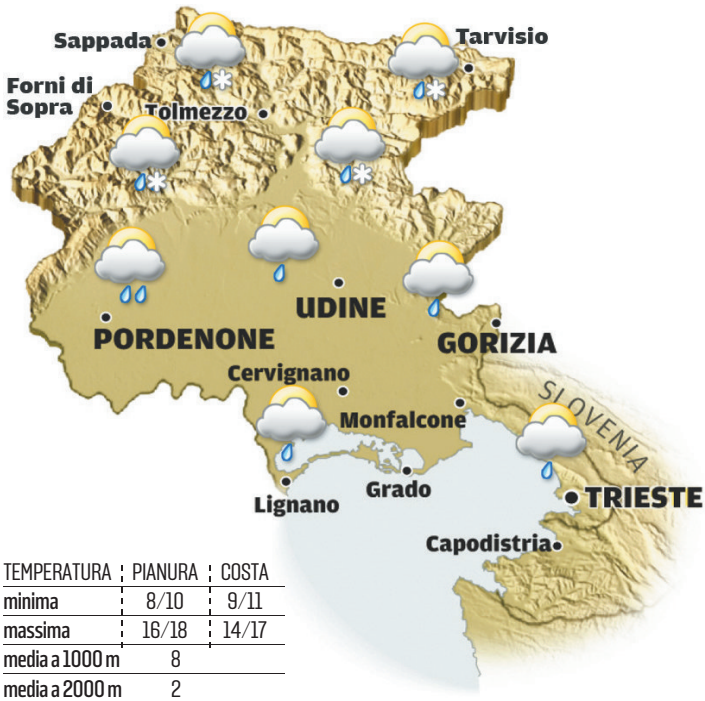 Sappada
Tarvisio
Forni di
Sopra
Tolmezzo
UDINE
PORDENONE
GORIZIA
Cervignano
SLOVENIA
Monfalcone
Grado
Lignano
TRIESTE
Capodistria
TEMPERATURA PIANURA COSTA
minima 8/10 9/11
massima 16/18 14/17
media a 1000 m 8
media a 2000 m 2